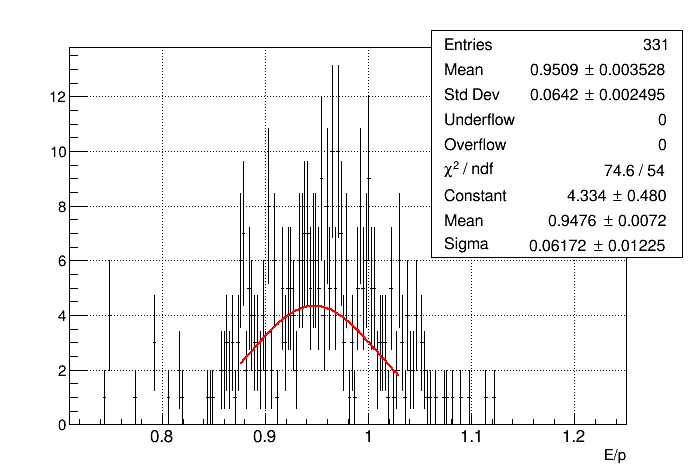 Entries 331
Mean 0.9509 ± 0.003528
Std Dev 0.0642 ± 0.002495
Underflow 0
Overflow 0
χ² / ndf 74.6 / 54
Constant 4.334 ± 0.480
Mean 0.9476 ± 0.0072
Sigma 0.06172 ± 0.01225
12
10
8
6
4
2
0
0.8 0.9 1 1.1 1.2
E/p